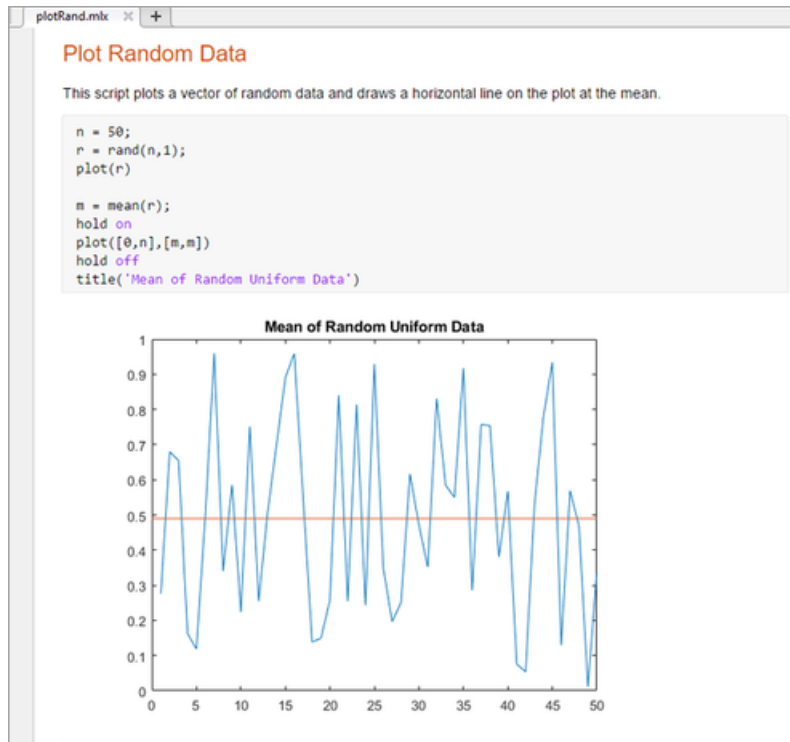 plotRand.mlx
Plot Random Data
This script plots a vector of random data and draws a horizontal line on the plot at the mean.
n = 50;
r = rand(n,1);
plot(r)
m = mean(r);
hold on
plot([0,n],[m,m])
hold off
title('Mean of Random Uniform Data')
Mean of Random Uniform Data
1
0.9
0.8
0.7
0.6
0.5
0.4
0.3
0.2
0.1
0
0 5 10 15 20 25 30 35 40 45 50